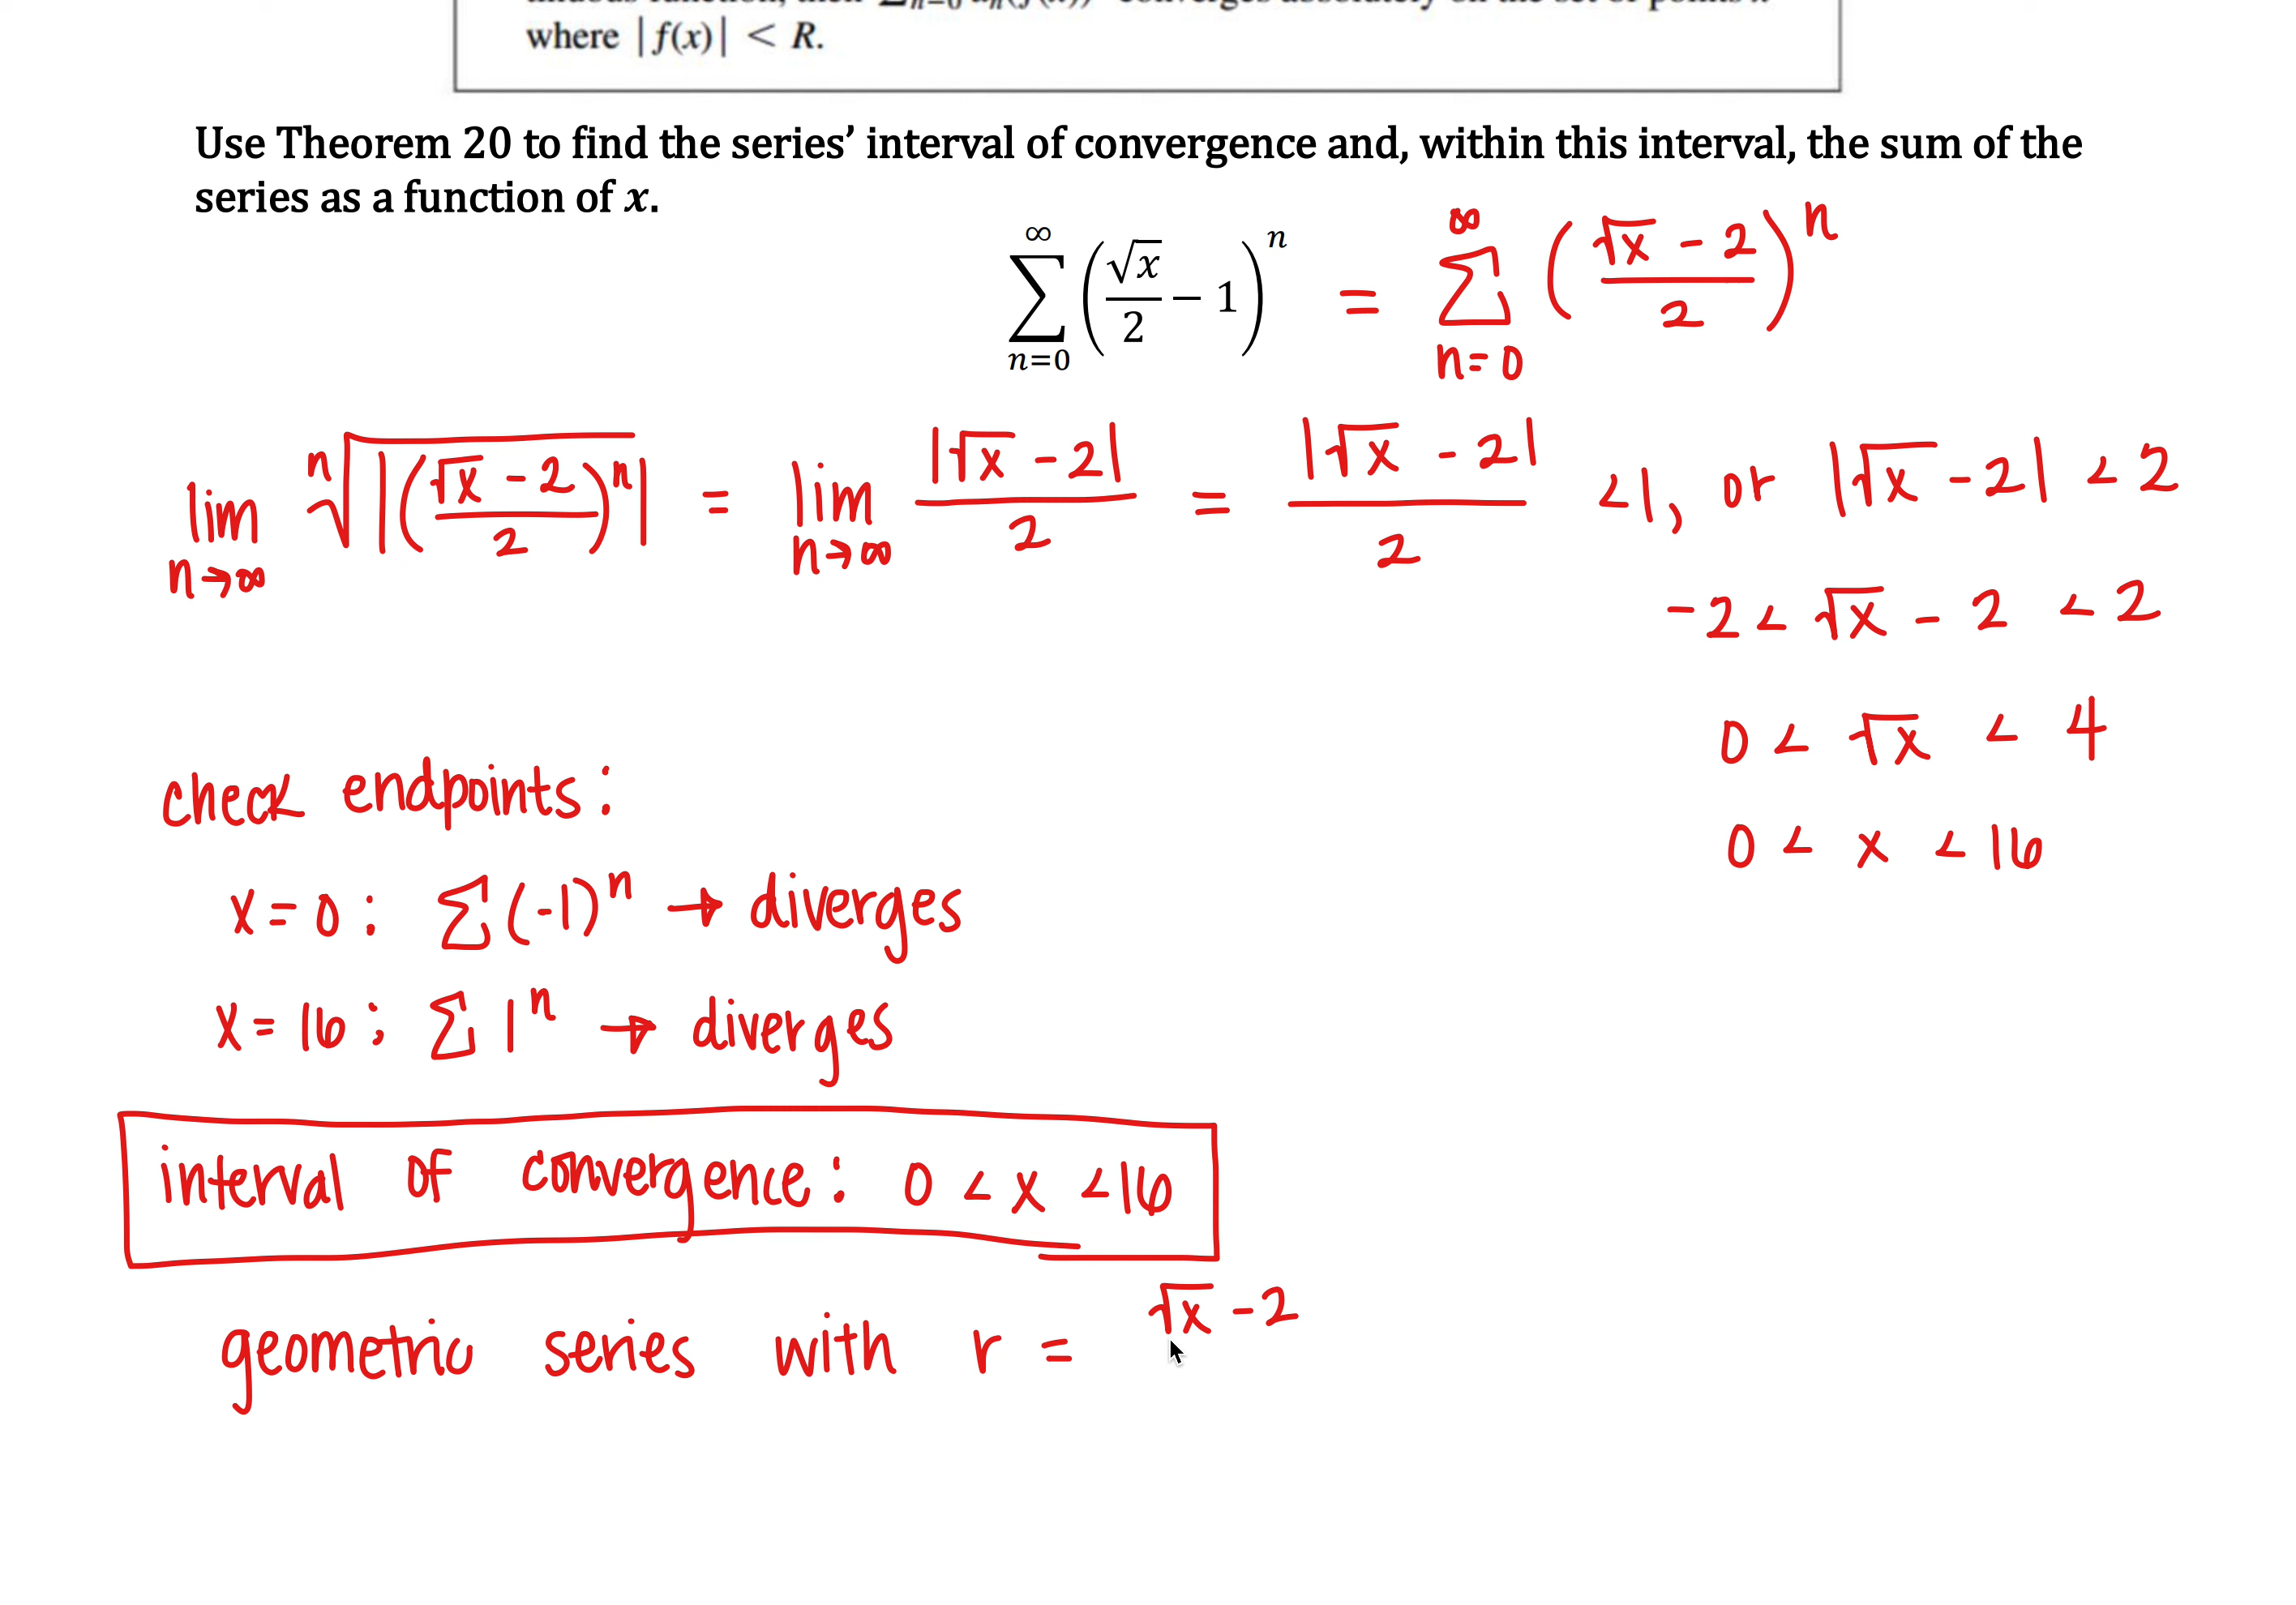 where |f(x)| < R.
Use Theorem 20 to find the series’ interval of convergence and, within this interval, the sum of the
series as a function of x.
∑_{n=0}^{∞} (√x/2 − 1)^n = ∑_{n=0}^{∞} ((√x - 2)/2)^n
lim_{n→∞} ⁿ√|((√x - 2)/2)^n| = lim_{n→∞} |√x - 2|/2 = |√x - 2|/2 < 1, or |√x - 2| < 2
-2 < √x - 2 < 2
0 < √x < 4
check endpoints:
0 < x < 16
x = 0: ∑(-1)^n → diverges
x = 16: ∑ 1^n → diverges
interval of convergence: 0 < x < 16
geometric series with r = √x - 2